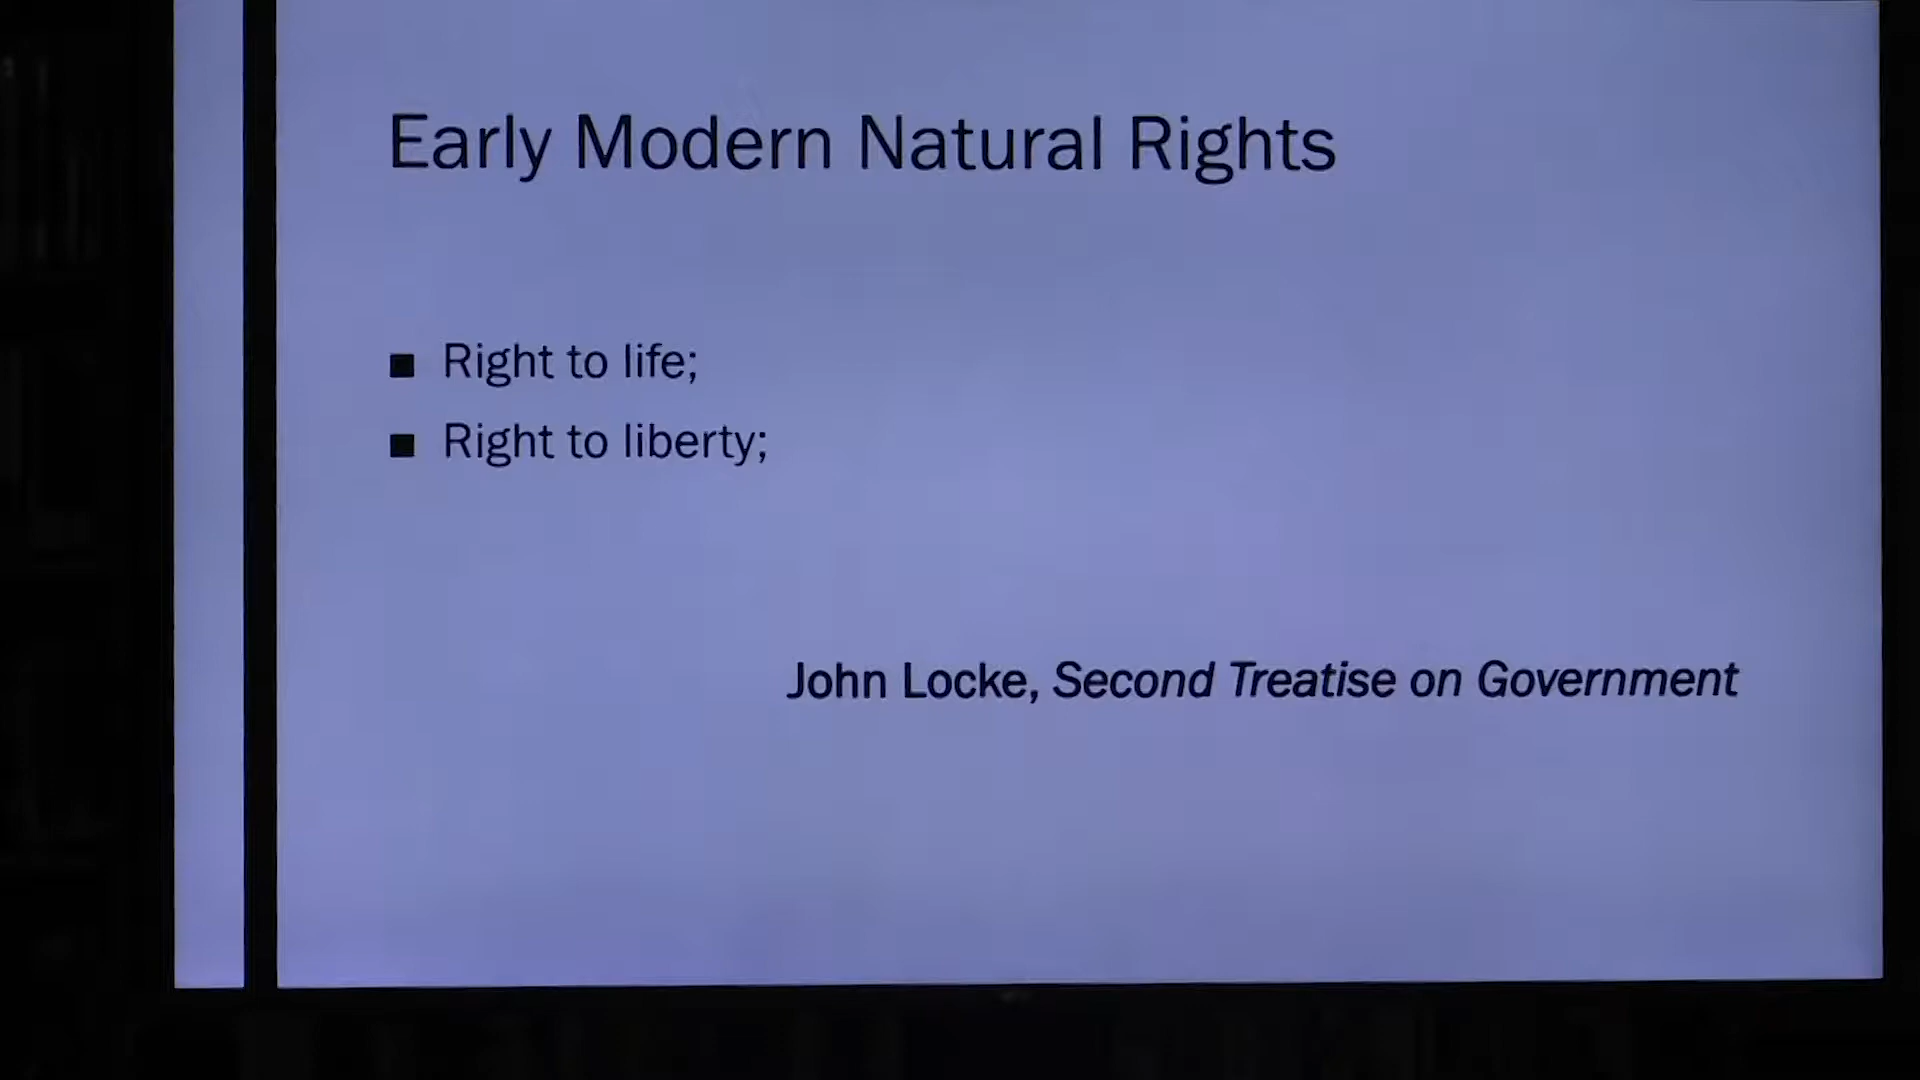 Early Modern Natural Rights
■ Right to life;
■ Right to liberty;
John Locke, Second Treatise on Government